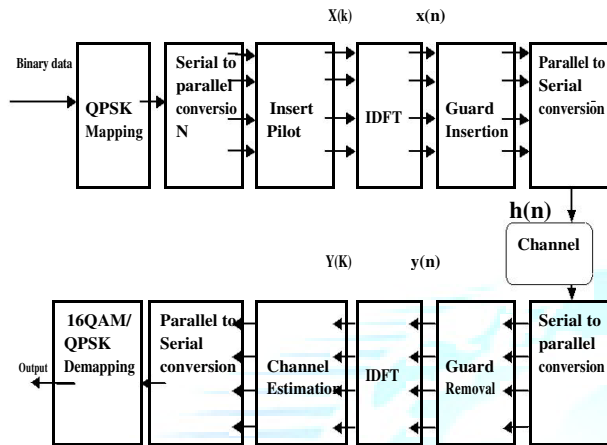 X(k)
x(n)
Binary data
QPSK
Mapping
Serial to
parallel
conversio
N
Insert
Pilot
IDFT
Guard
Insertion
Parallel to
Serial
conversion
h(n)
Channel
Y(K)
y(n)
Output
16QAM/
QPSK
Demapping
Parallel to
Serial
conversion
Channel
Estimation
IDFT
Guard
Removal
Serial to
parallel
conversion